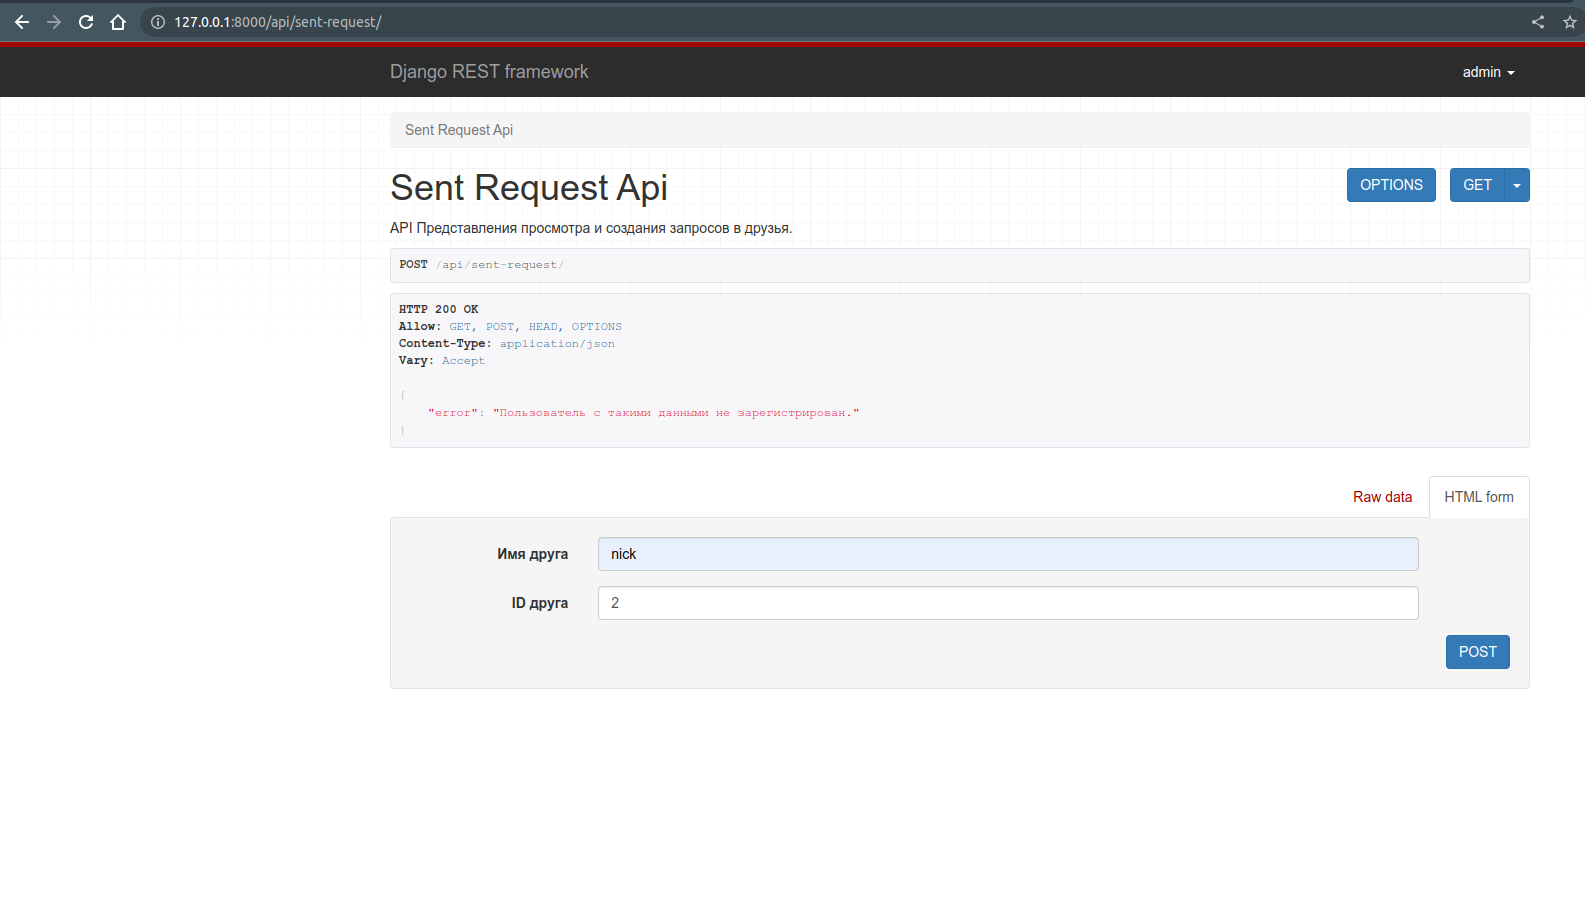 127.0.0.1:8000/api/sent-request/
Django REST framework
admin
Sent Request Api
Sent Request Api
OPTIONS
GET
API Представления просмотра и создания запросов в друзья.
POST /api/sent-request/
HTTP 200 OK
Allow: GET, POST, HEAD, OPTIONS
Content-Type: application/json
Vary: Accept
{
"error": "Пользователь с такими данными не зарегистрирован."
}
Raw data
HTML form
Имя друга
nick
ID друга
2
POST